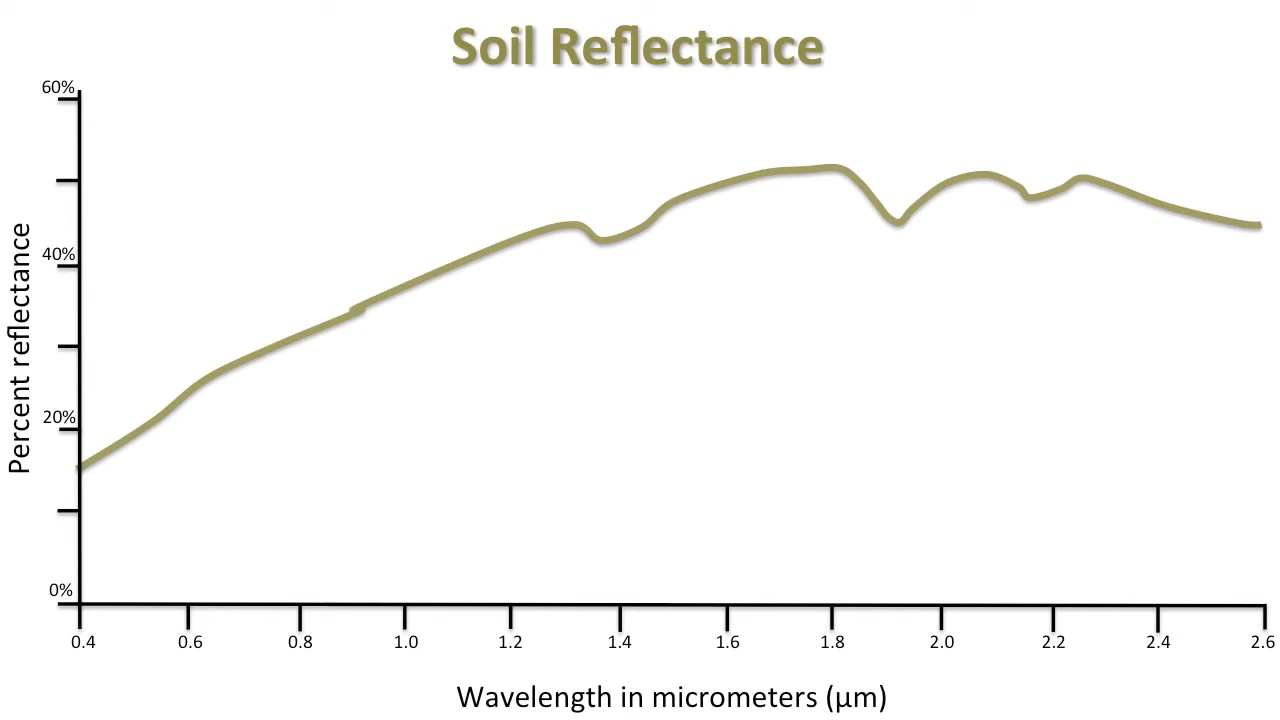 Soil Reflectance
60%
40%
20%
0%
Percent reflectance
0.4 0.6 0.8 1.0 1.2 1.4 1.6 1.8 2.0 2.2 2.4 2.6
Wavelength in micrometers (μm)